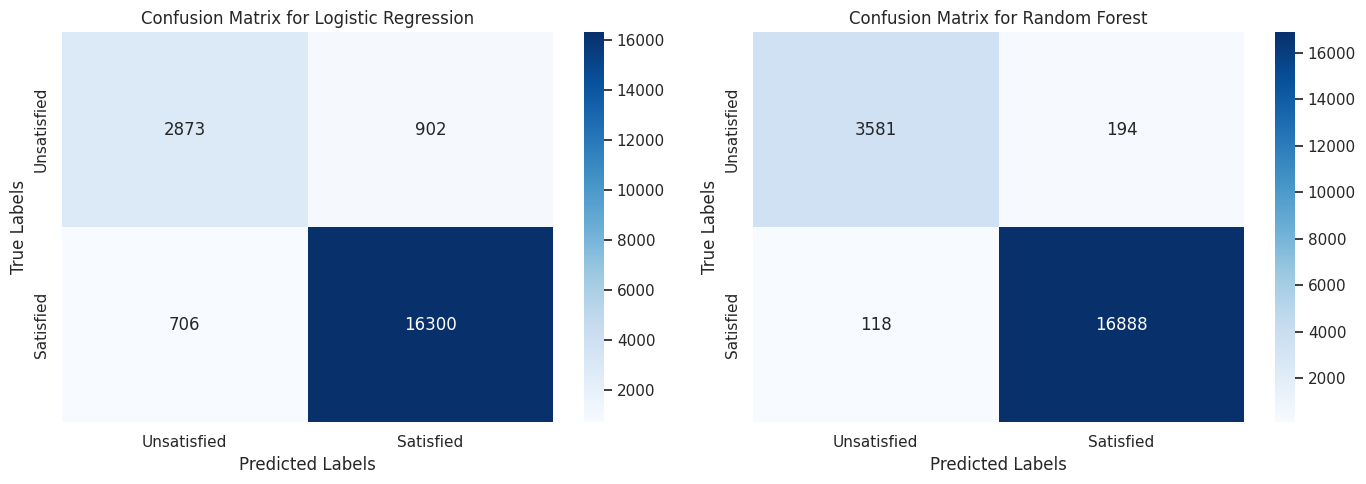 Confusion Matrix for Logistic Regression
Unsatisfied
Satisfied
True Labels
2873
902
706
16300
Unsatisfied
Satisfied
Predicted Labels
16000
14000
12000
10000
8000
6000
4000
2000
Confusion Matrix for Random Forest
Unsatisfied
Satisfied
True Labels
3581
194
118
16888
Unsatisfied
Satisfied
Predicted Labels
16000
14000
12000
10000
8000
6000
4000
2000